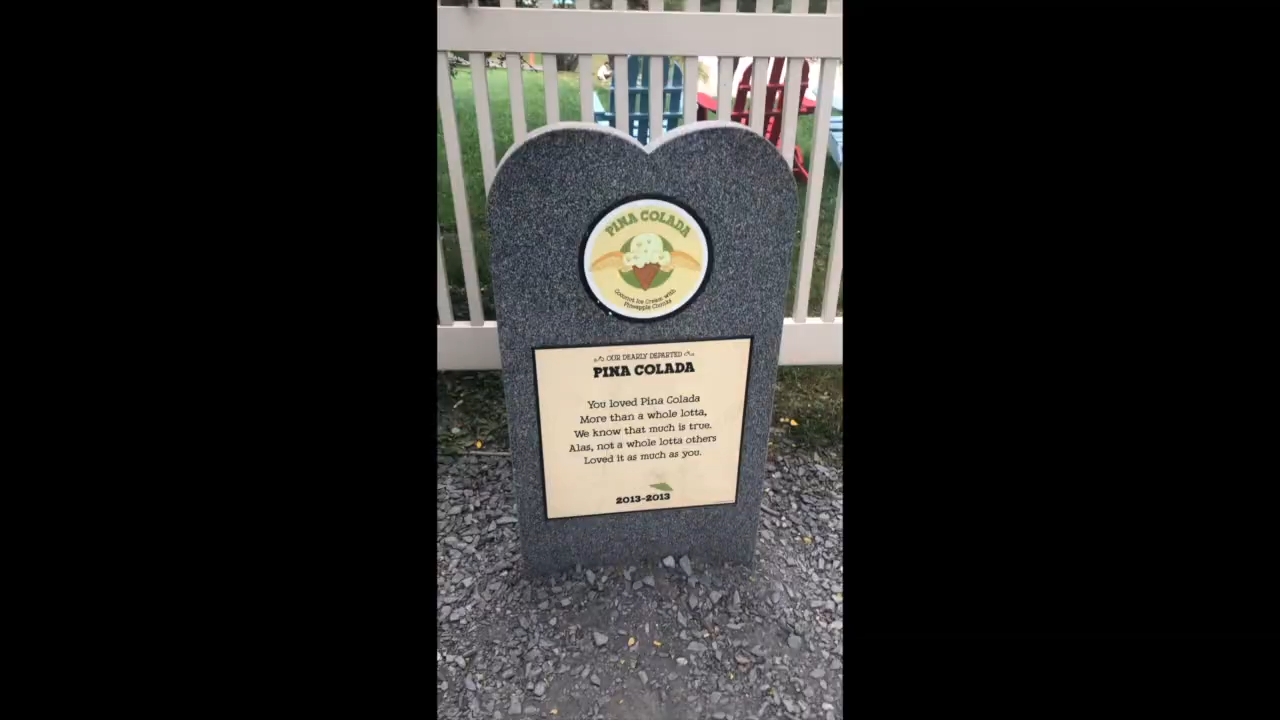 PINA COLADA
Coconut Ice Cream with
Pineapple Chunks
OUR DEARLY DEPARTED
PINA COLADA
You loved Pina Colada
More than a whole lotta,
We know that much is true.
Alas, not a whole lotta others
Loved it as much as you.
2013-2013